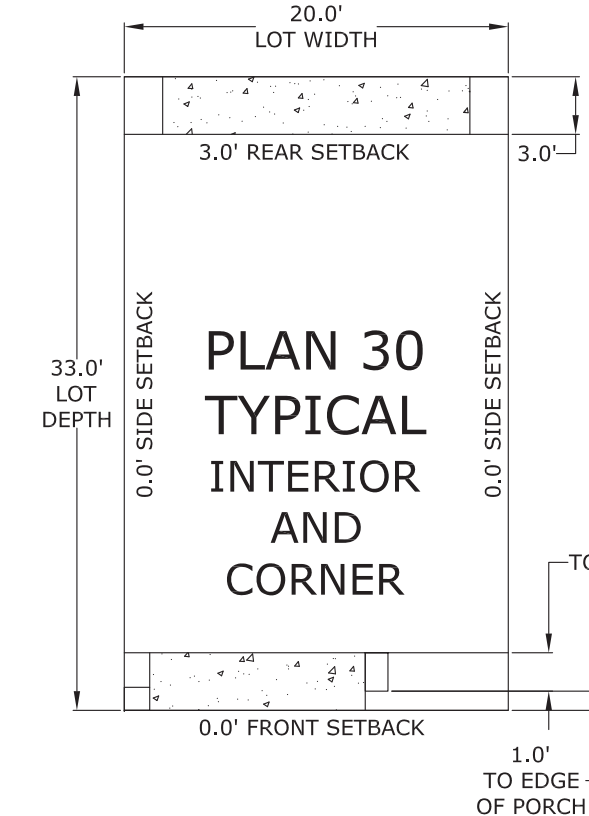 20.0'
LOT WIDTH
3.0' REAR SETBACK
3.0'
0.0' SIDE SETBACK
0.0' SIDE SETBACK
33.0'
LOT
DEPTH
PLAN 30
TYPICAL
INTERIOR
AND
CORNER
TO
0.0' FRONT SETBACK
1.0'
TO EDGE
OF PORCH